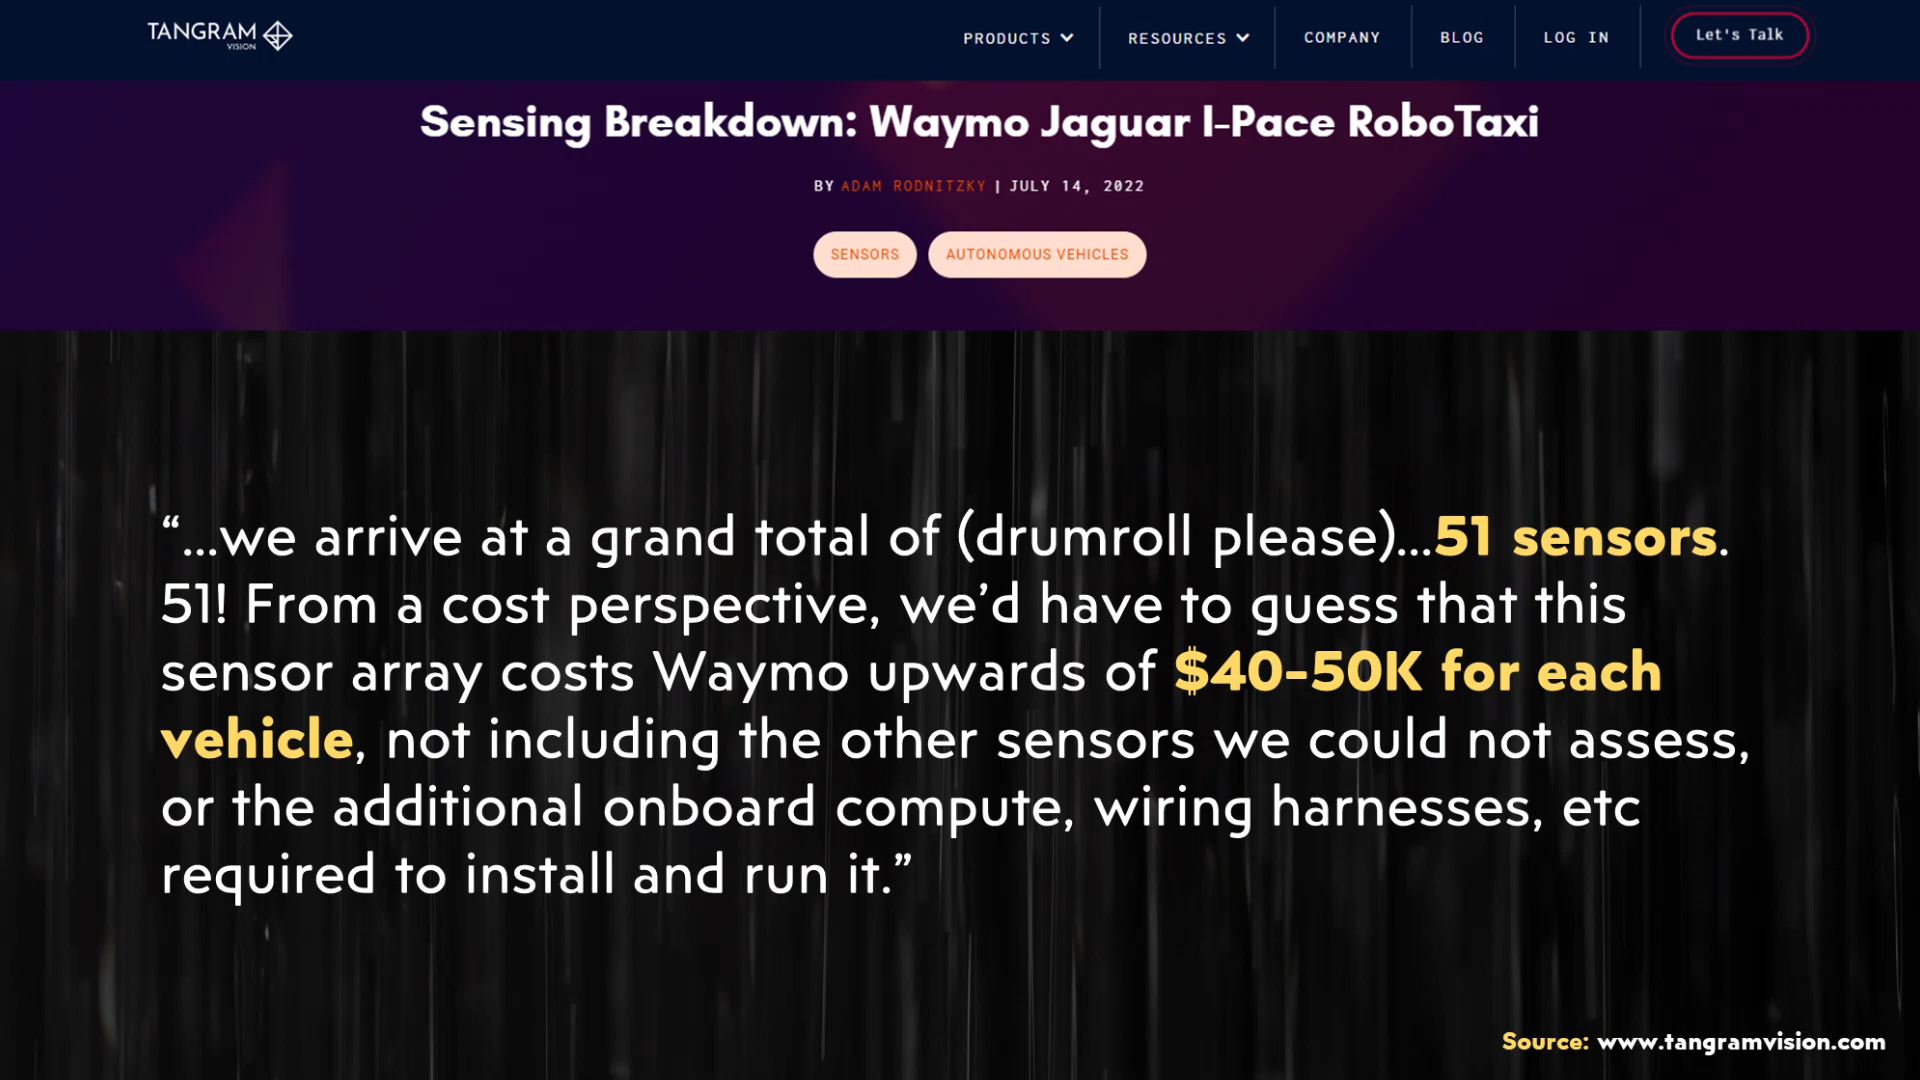 TANGRAM
VISION
PRODUCTS
RESOURCES
COMPANY
BLOG
LOG IN
Let's Talk
Sensing Breakdown: Waymo Jaguar I-Pace RoboTaxi
BY ADAM RODNITZKY | JULY 14, 2022
SENSORS
AUTONOMOUS VEHICLES
“...we arrive at a grand total of (drumroll please)...51 sensors.
51! From a cost perspective, we’d have to guess that this
sensor array costs Waymo upwards of $40-50K for each
vehicle, not including the other sensors we could not assess,
or the additional onboard compute, wiring harnesses, etc
required to install and run it.”
Source: www.tangramvision.com